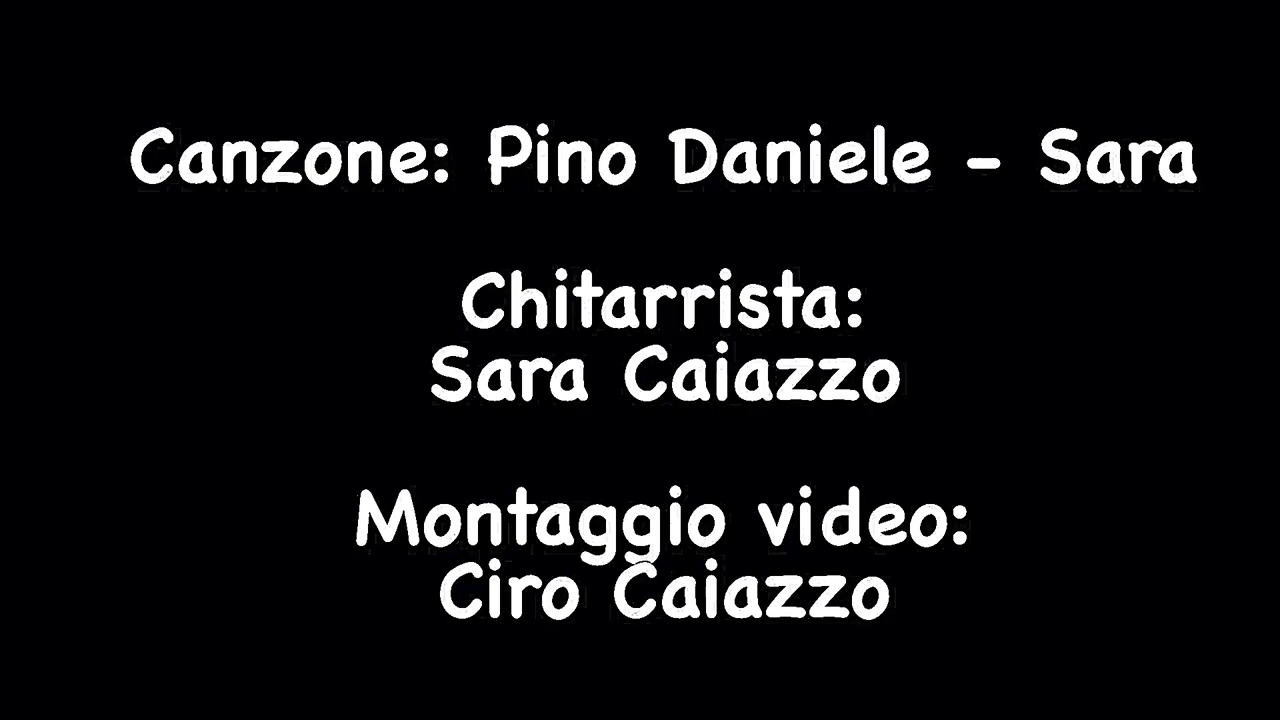 Canzone: Pino Daniele - Sara
Chitarrista:
Sara Caiazzo
Montaggio video:
Ciro Caiazzo